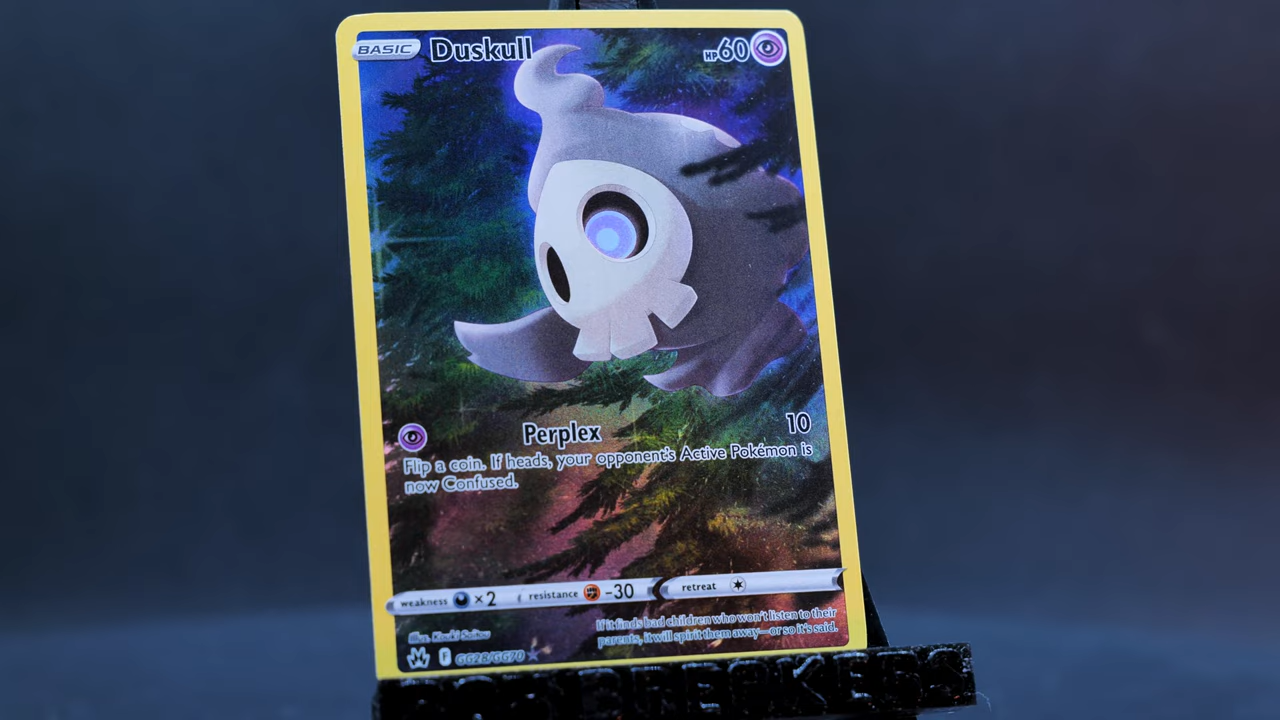 BASIC Duskull HP 60
Perplex 10
Flip a coin. If heads, your opponent's Active Pokémon is
now Confused.
weakness ×2 resistance -30 retreat
If it finds bad children who won't listen to their
parents, it will spirit them away—or so it's said.
Illus. Kouki Saitou
F GG28/GG70